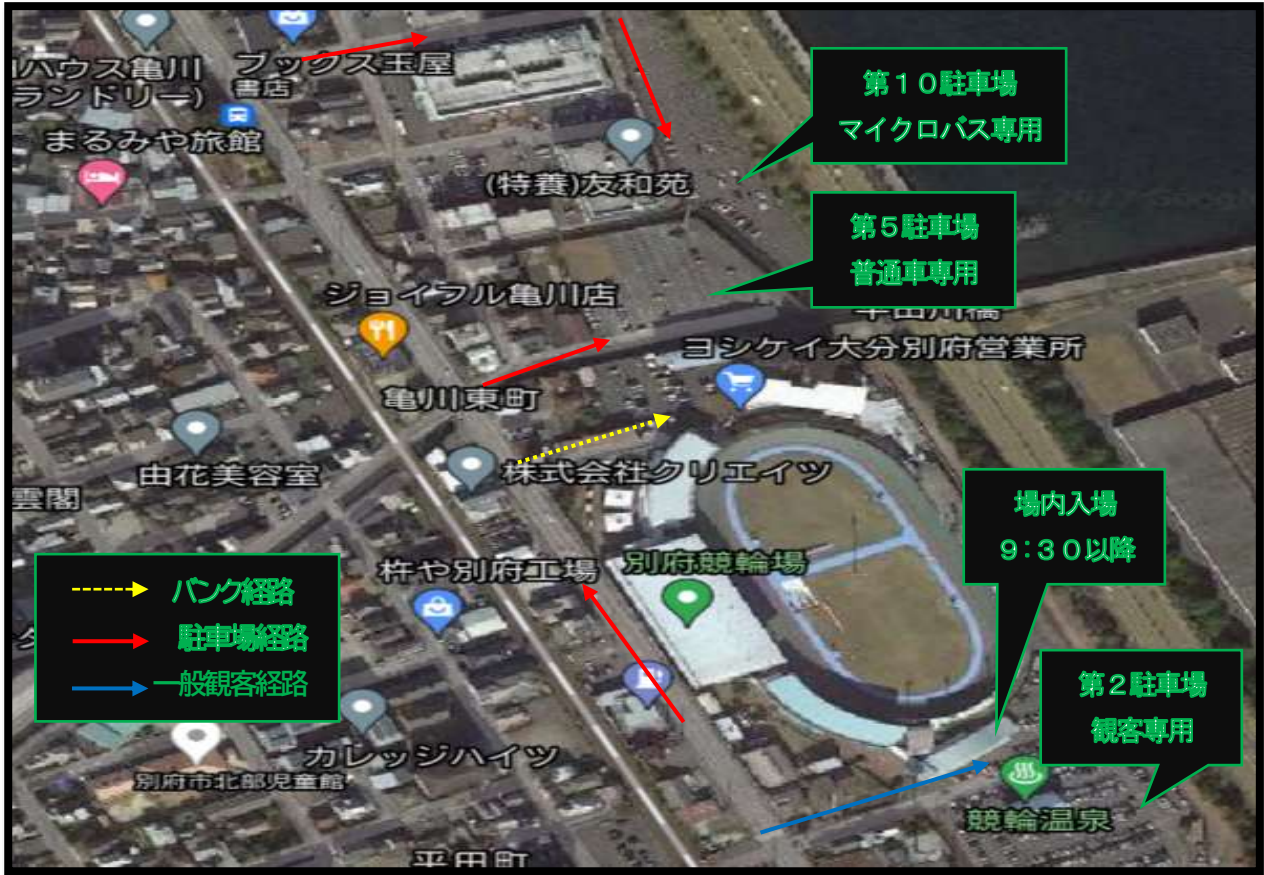 ハウス亀川
ランドリー)
ブックス玉屋
書店
まるみや旅館
(特養)友和苑
第10駐車場
マイクロバス専用
第5駐車場
普通車専用
ジョイフル亀川店
平田川橋
ヨシケイ大分別府営業所
亀川東町
由花美容室
株式会社クリエイツ
雲閣
場内入場
9:30以降
杵や別府工場
別府競輪場
バンク経路
駐車場経路
一般観客経路
第2駐車場
観客専用
カレッジハイツ
別府市北部児童館
競輪温泉
平田町